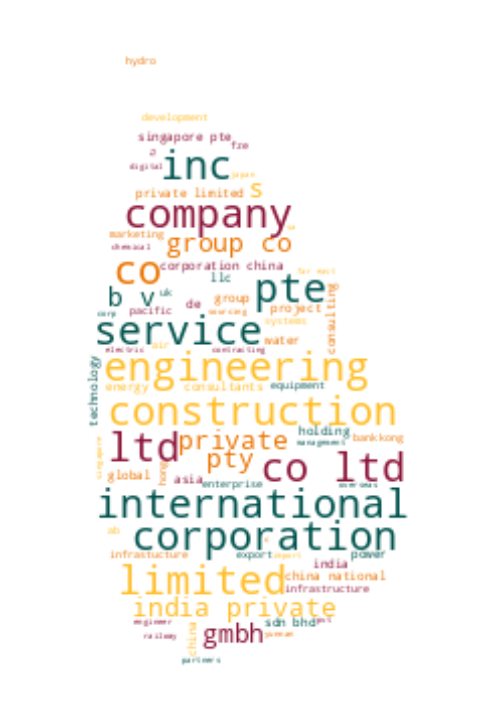 hydro
development
singapore pte
fze
a
inc
digital
japan
private limited
s
company
marketing
group co
chemical
corporation china
co
llc
far east
pte
b v
uk
de
group
project
corp
pacific
sourcing
consulting
service
systems
water
electric
air
contracting
engineering
technology
energy
consultants
equipment
construction
ltd
private
holding
management
bank
kong
singapore
pty
co ltd
global
hong
asia
enterprise
overseas
international
ab
corporation
infrastucture
export
import
power
india
limited
china national
infrastructure
india private
engineer
china
gmbh
sdn bhd
railway
yunnan
partners